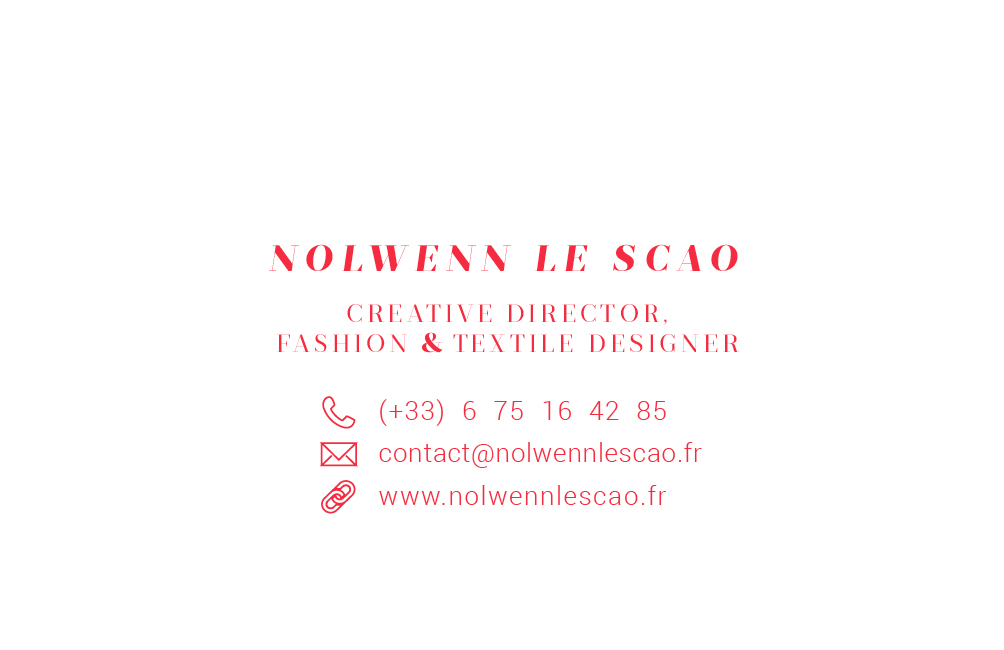 NOLWENN LE SCAO
CREATIVE DIRECTOR,
FASHION & TEXTILE DESIGNER
(+33) 6 75 16 42 85
contact@nolwennlescao.fr
www.nolwennlescao.fr